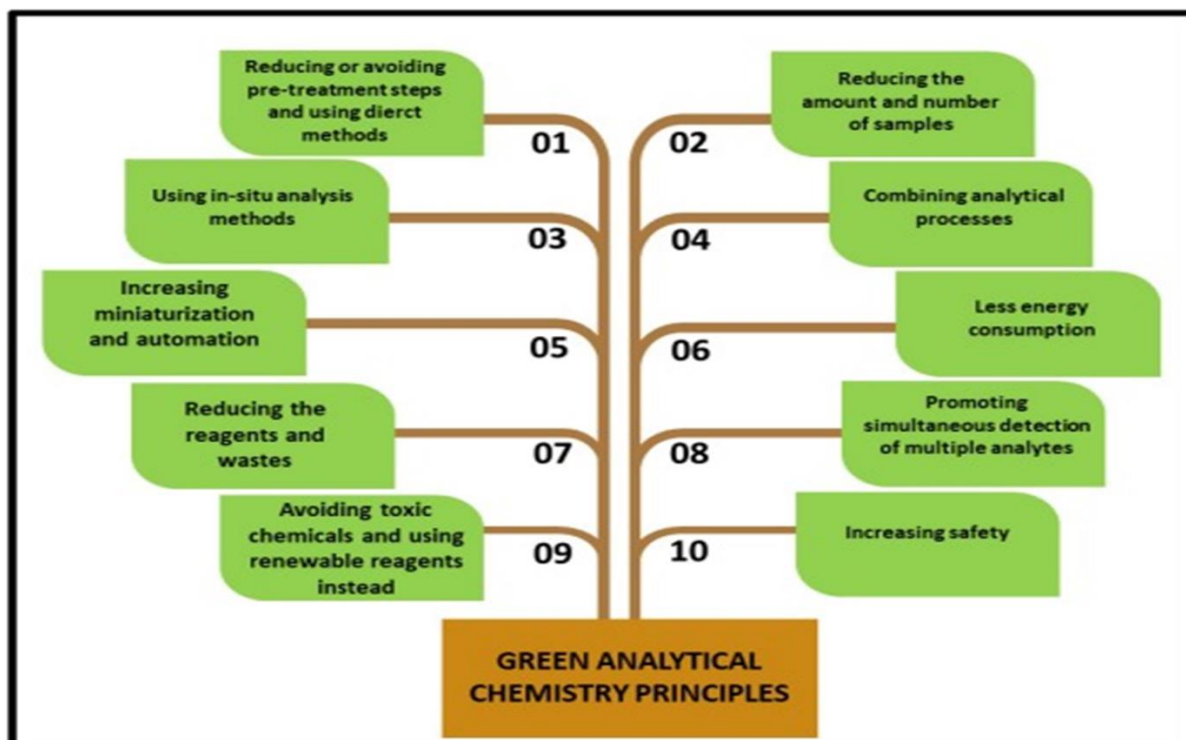 Reducing or avoiding
pre-treatment steps
and using dierct
methods
01
Reducing the
amount and number
of samples
02
Using in-situ analysis
methods
03
Combining analytical
processes
04
Increasing
miniaturization
and automation
05
Less energy
consumption
06
Reducing the
reagents and
wastes
07
Promoting
simultaneous detection
of multiple analytes
08
Avoiding toxic
chemicals and using
renewable reagents
instead
09
Increasing safety
10
GREEN ANALYTICAL
CHEMISTRY PRINCIPLES